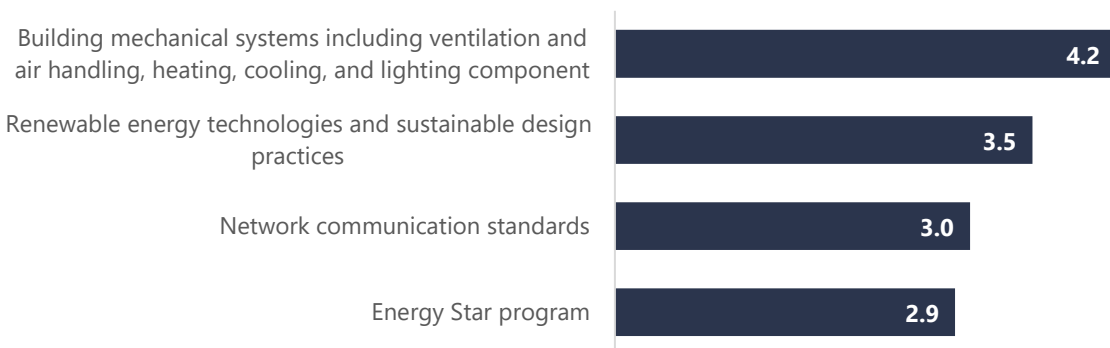 Building mechanical systems including ventilation and
air handling, heating, cooling, and lighting component
4.2
Renewable energy technologies and sustainable design
practices
3.5
Network communication standards
3.0
Energy Star program
2.9